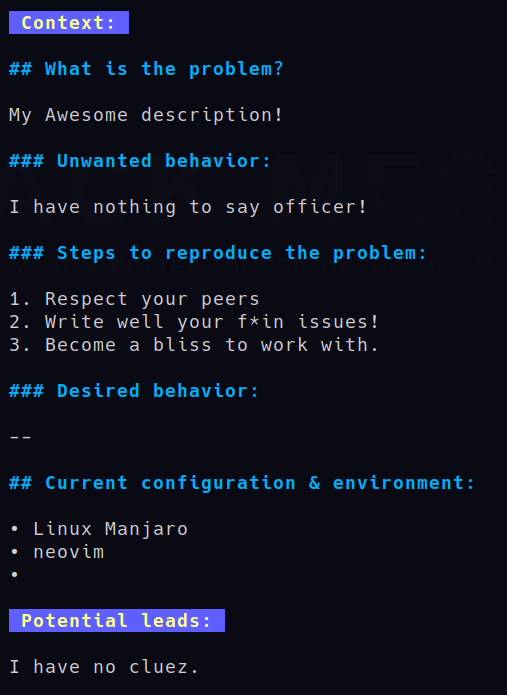 Context:
## What is the problem?
My Awesome description!
### Unwanted behavior:
I have nothing to say officer!
### Steps to reproduce the problem:
1. Respect your peers
2. Write well your f*in issues!
3. Become a bliss to work with.
### Desired behavior:
--
## Current configuration & environment:
• Linux Manjaro
• neovim
•
Potential leads:
I have no cluez.